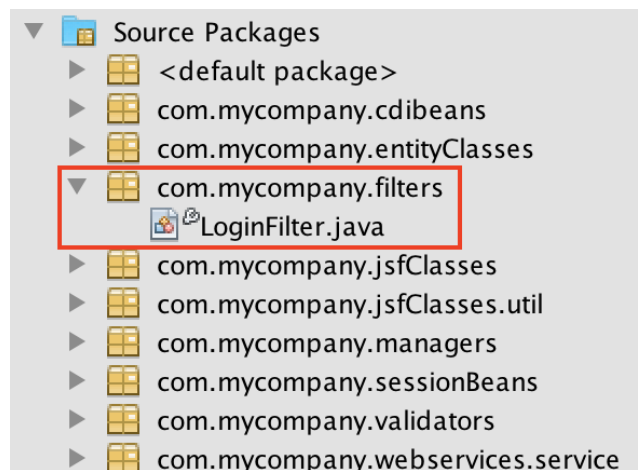 Source Packages
<default package>
com.mycompany.cdibeans
com.mycompany.entityClasses
com.mycompany.filters
LoginFilter.java
com.mycompany.jsfClasses
com.mycompany.jsfClasses.util
com.mycompany.managers
com.mycompany.sessionBeans
com.mycompany.validators
com.mycompany.webservices.service